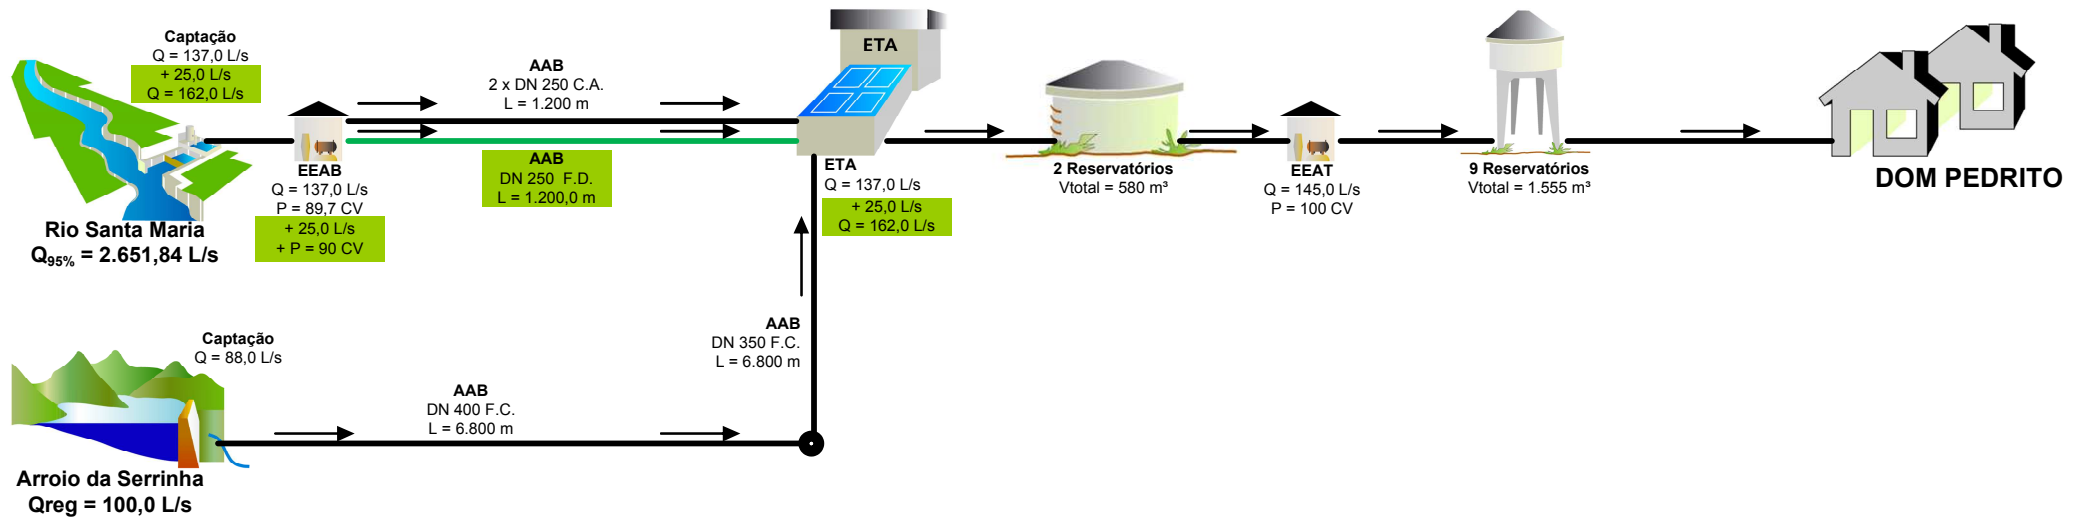 Captação
Q = 137,0 L/s
+ 25,0 L/s
Q = 162,0 L/s
Rio Santa Maria
Q95% = 2.651,84 L/s
EEAB
Q = 137,0 L/s
P = 89,7 CV
+ 25,0 L/s
+ P = 90 CV
AAB
2 x DN 250 C.A.
L = 1.200 m
AAB
DN 250 F.D.
L = 1.200,0 m
ETA
ETA
Q = 137,0 L/s
+ 25,0 L/s
Q = 162,0 L/s
2 Reservatórios
Vtotal = 580 m³
EEAT
Q = 145,0 L/s
P = 100 CV
9 Reservatórios
Vtotal = 1.555 m³
DOM PEDRITO
Captação
Q = 88,0 L/s
Arroio da Serrinha
Qreg = 100,0 L/s
AAB
DN 400 F.C.
L = 6.800 m
AAB
DN 350 F.C.
L = 6.800 m